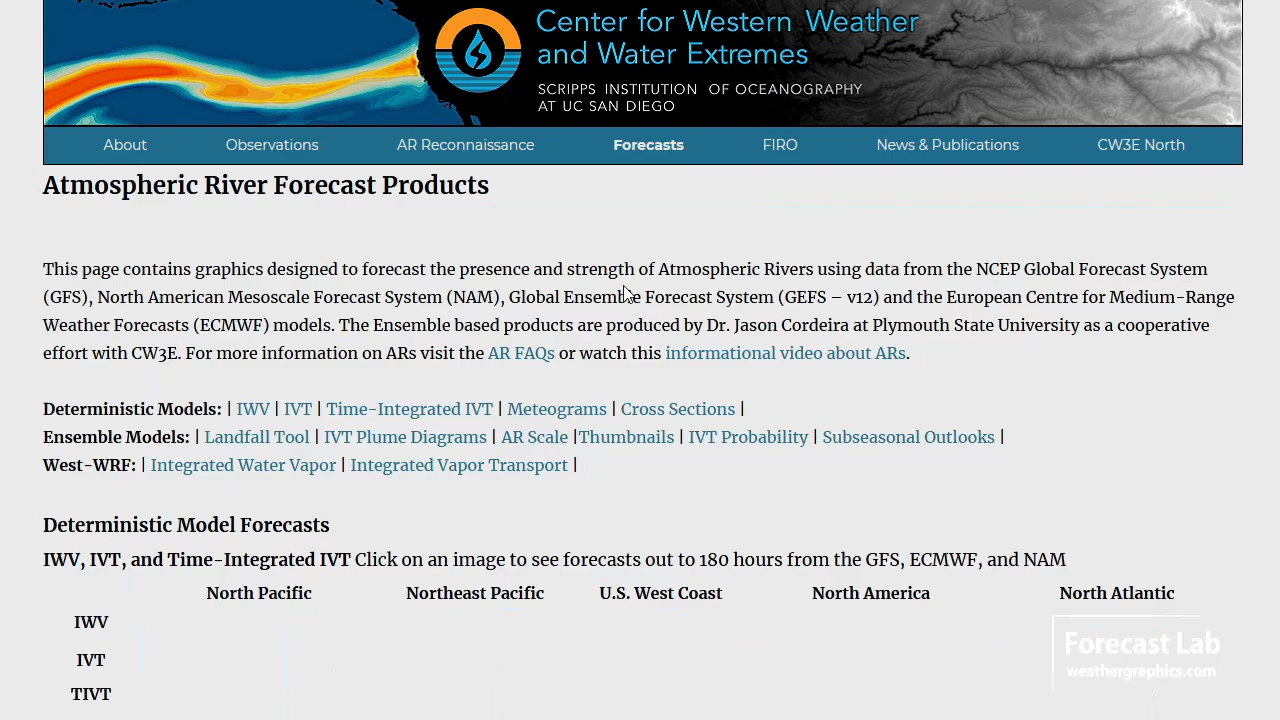 Center for Western Weather
and Water Extremes
SCRIPPS INSTITUTION OF OCEANOGRAPHY
AT UC SAN DIEGO
About Observations AR Reconnaissance Forecasts FIRO News & Publications CW3E North
Atmospheric River Forecast Products
This page contains graphics designed to forecast the presence and strength of Atmospheric Rivers using data from the NCEP Global Forecast System
(GFS), North American Mesoscale Forecast System (NAM), Global Ensemble Forecast System (GEFS – v12) and the European Centre for Medium-Range
Weather Forecasts (ECMWF) models. The Ensemble based products are produced by Dr. Jason Cordeira at Plymouth State University as a cooperative
effort with CW3E. For more information on ARs visit the AR FAQs or watch this informational video about ARs.
Deterministic Models: | IWV | IVT | Time-Integrated IVT | Meteograms | Cross Sections |
Ensemble Models: | Landfall Tool | IVT Plume Diagrams | AR Scale |Thumbnails | IVT Probability | Subseasonal Outlooks |
West-WRF: | Integrated Water Vapor | Integrated Vapor Transport |
Deterministic Model Forecasts
IWV, IVT, and Time-Integrated IVT Click on an image to see forecasts out to 180 hours from the GFS, ECMWF, and NAM
North Pacific Northeast Pacific U.S. West Coast North America North Atlantic
IWV
IVT
TIVT
Forecast Lab
weathergraphics.com